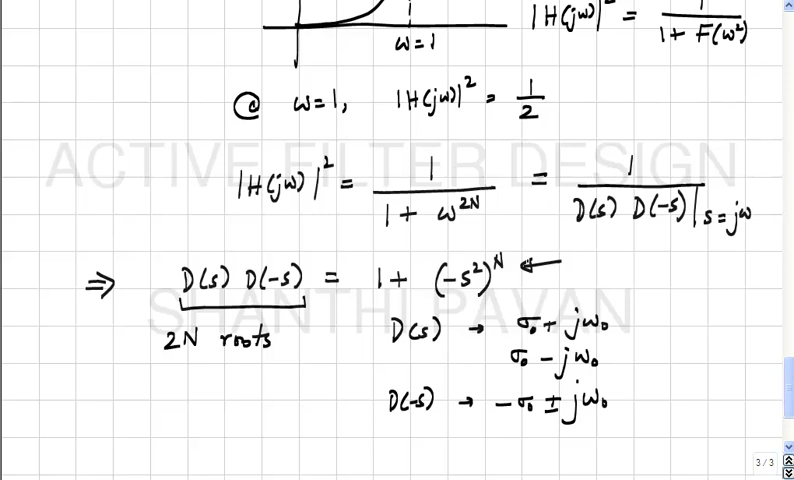 |H(jω)|² = 1/(1 + F(ω²))
ω=1
@ ω=1, |H(jω)|² = 1/2
ACTIVE FILTER DESIGN
|H(jω)|² = 1/(1 + ω^2N) = 1/(D(s) D(-s))|s=jω
⇒ D(s) D(-s) = 1 + (-s²)^N ←
SHANTHI PAVAN
2N roots
D(s) → σ₀ + jω₀
σ₀ - jω₀
D(-s) → -σ₀ ± jω₀
3 / 3